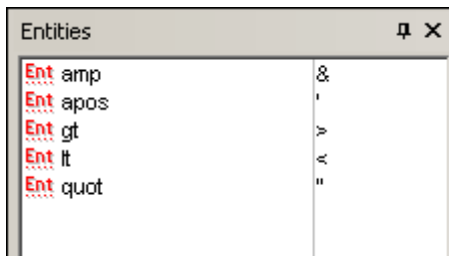 Entities
Ent amp &
Ent apos '
Ent gt >
Ent lt <
Ent quot "